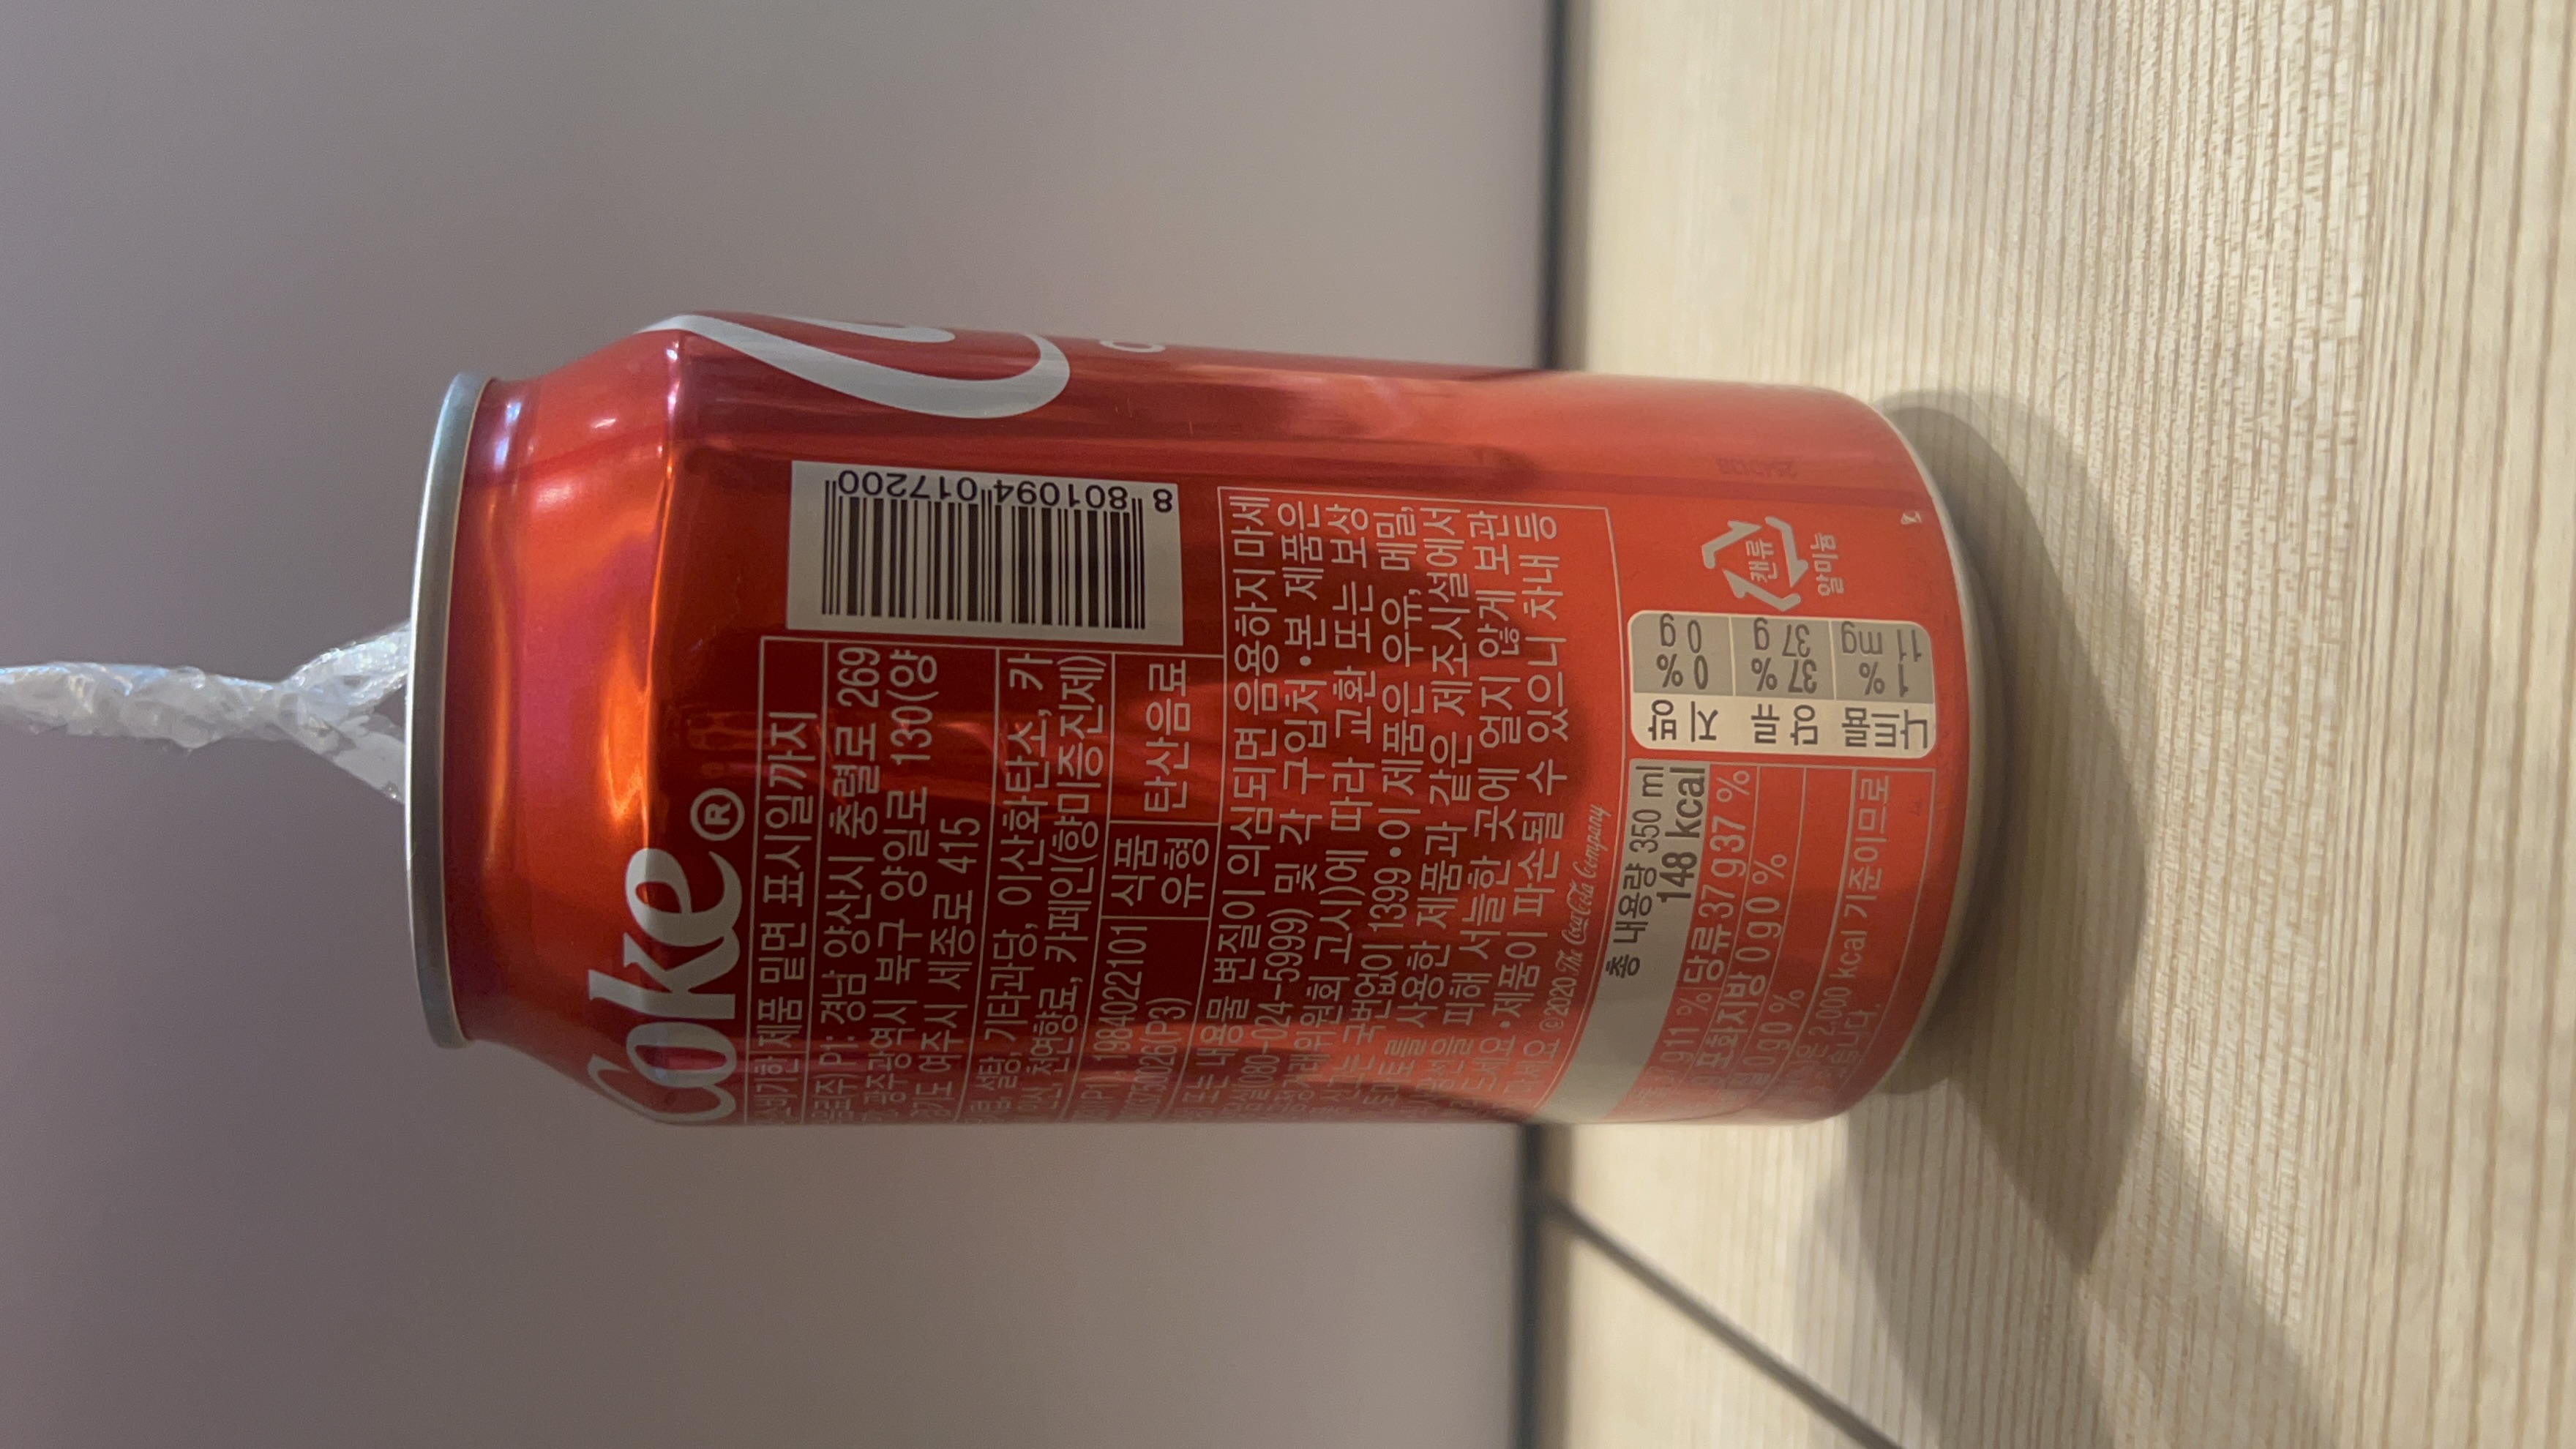 Coke®
제품 밑면 표시일까지
P1: 경남 양산시 충렬로 269
광주광역시 북구 양일로 130(양
여주시 세종로 415
설탕, 기타과당, 이산화탄소, 카
천연향료, 카페인(향미증진제)
(P1), 1984022101
(P3)
식품
유형
탄산음료
8 801094 017200
또는 내용물 변질이 의심되면 음용하지 마세
(080-024-5999) 및 각 구입처•본 제품은
고시)에 따라 교환 또는 보상
국번없이 1399•이 제품은 우유, 메밀,
사용한 제품과 같은 제조시설에서
피해 서늘한 곳에 얼지 않게 보관
•제품이 파손될 수 있으니 차내 등
©2020 The Coca-Cola Company
총 내용량 350 ml
148 kcal
11 % 당류 37 g 37 %
포화지방 0 g 0 %
0 g 0 %
2,000 kcal 기준이므로
나트륨 1 % 11 mg
당류 37 % 37 g
지방 0 % 0 g
캔류
알미늄